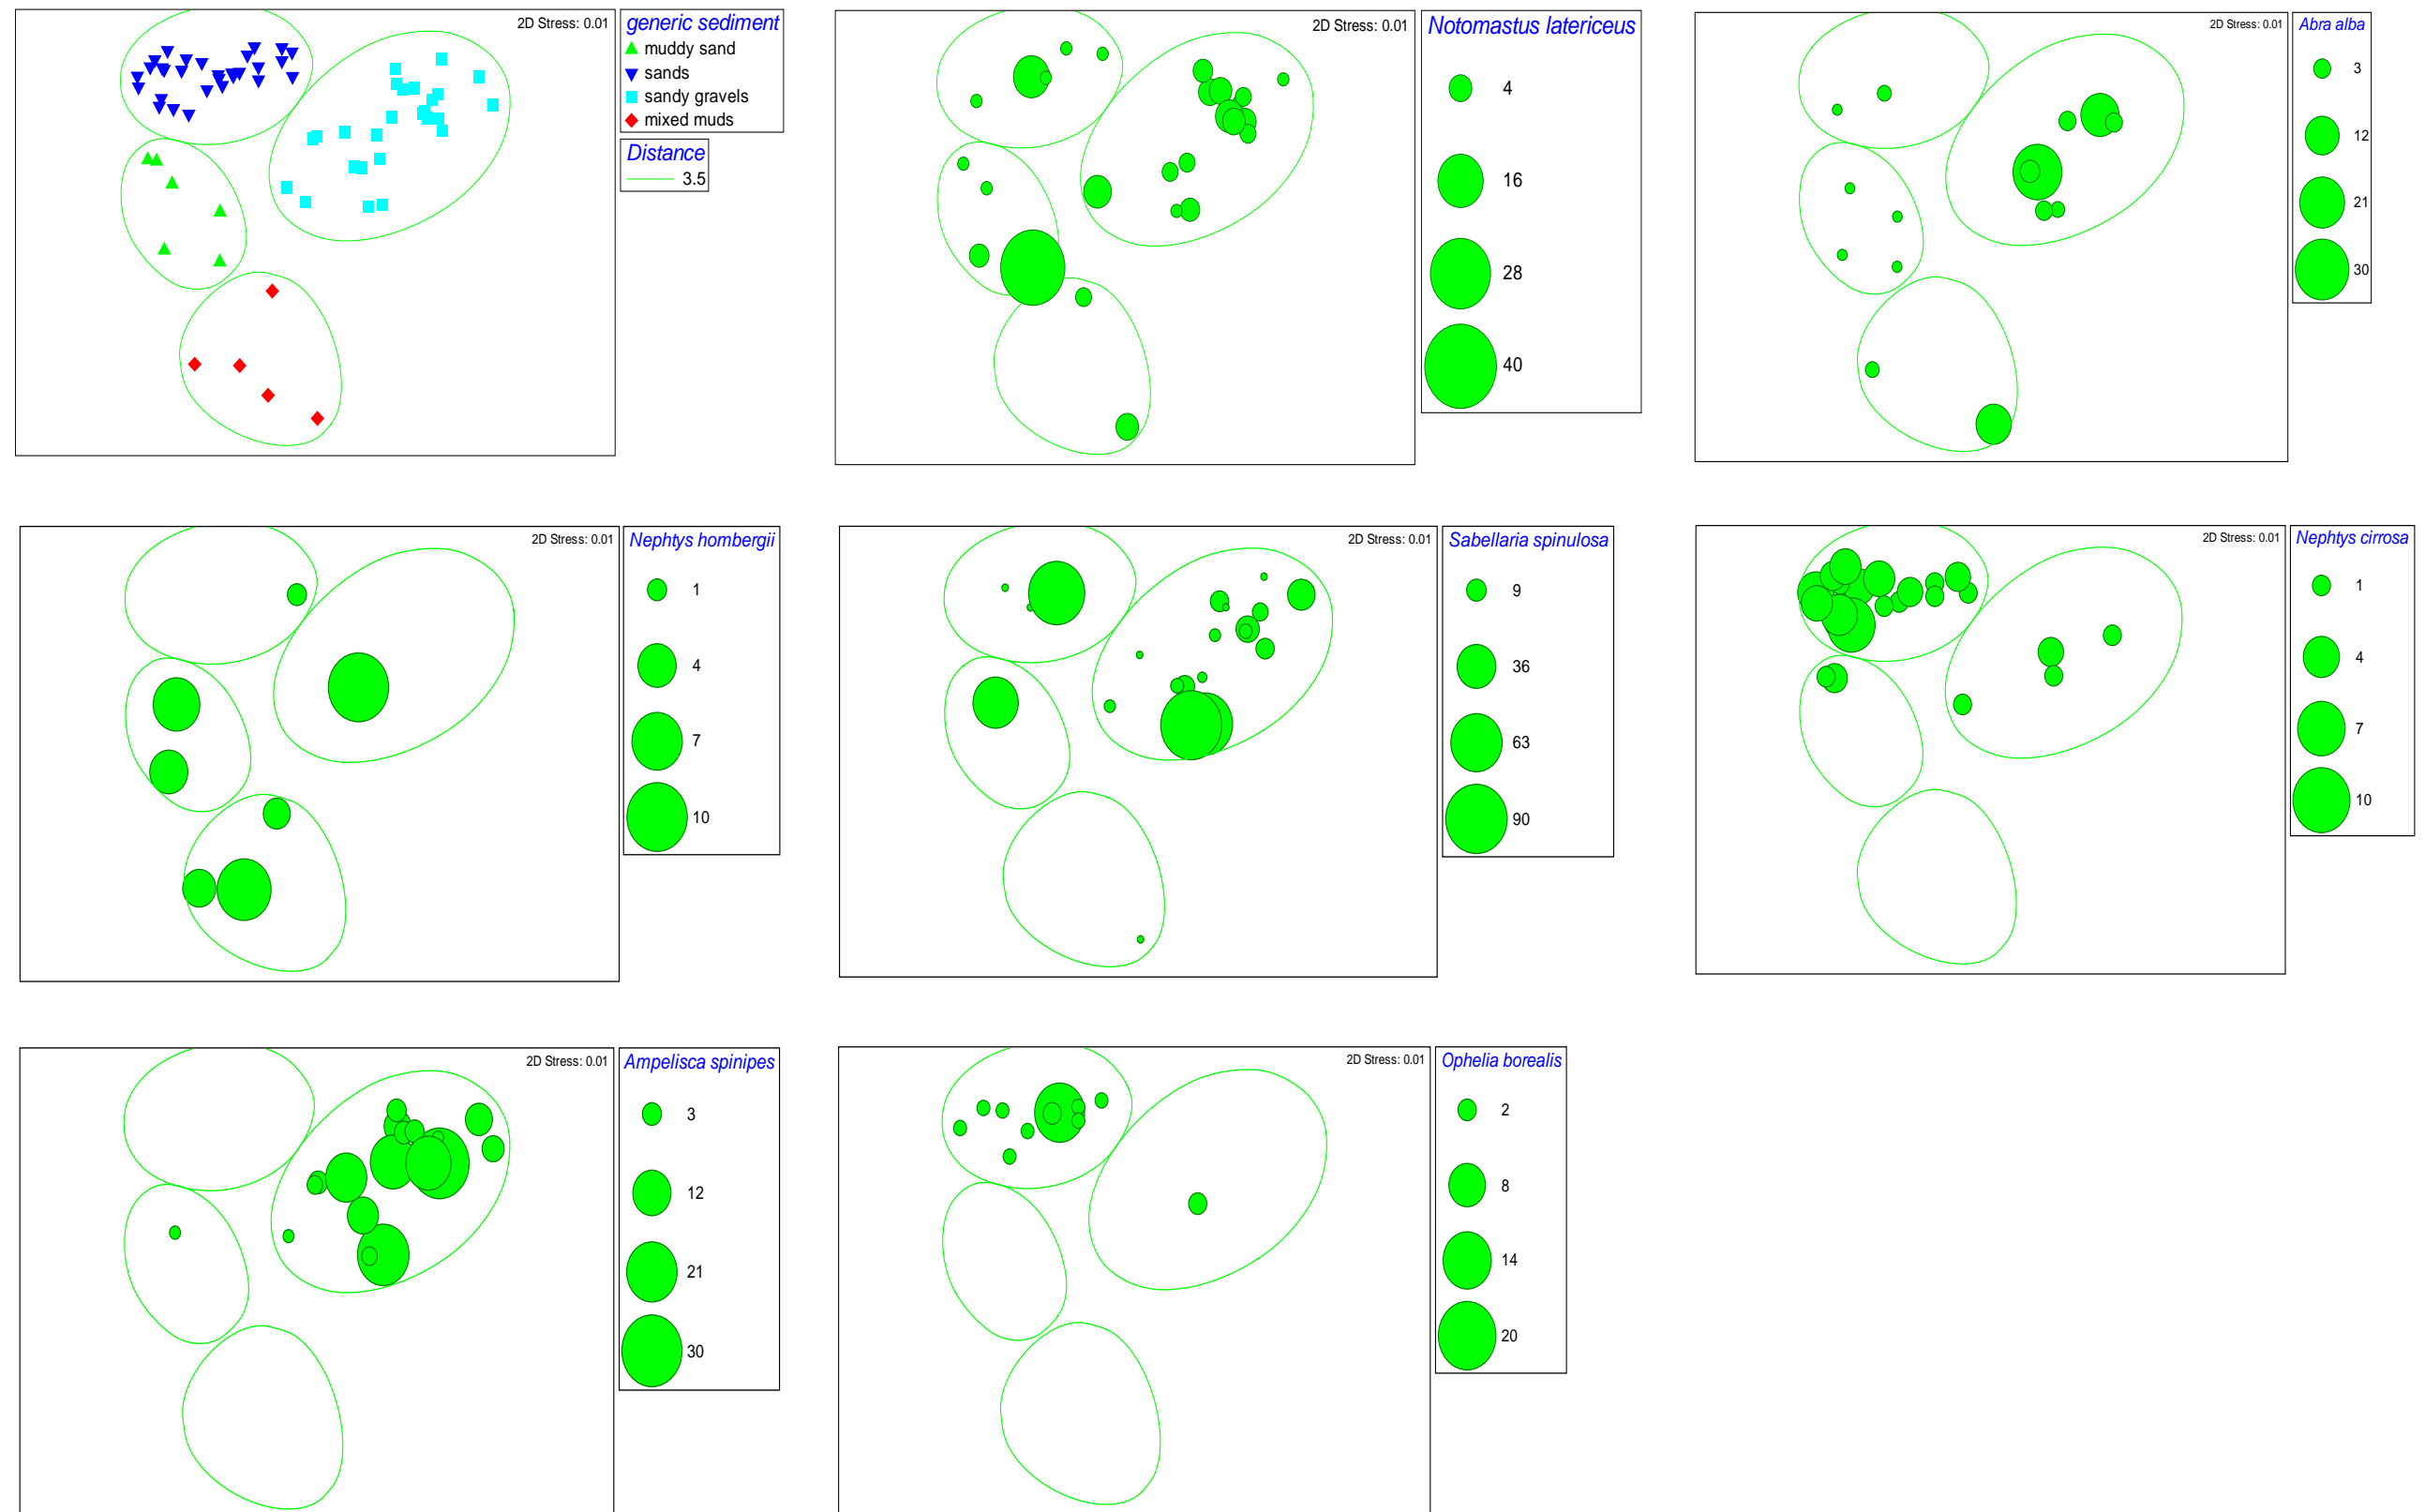 2D Stress: 0.01
generic sediment
muddy sand
sands
sandy gravels
mixed muds
Distance
3.5
2D Stress: 0.01
Notomastus latericeus
4
16
28
40
2D Stress: 0.01
Abra alba
3
12
21
30
2D Stress: 0.01
Nephtys hombergii
1
4
7
10
2D Stress: 0.01
Sabellaria spinulosa
9
36
63
90
2D Stress: 0.01
Nephtys cirrosa
1
4
7
10
2D Stress: 0.01
Ampelisca spinipes
3
12
21
30
2D Stress: 0.01
Ophelia borealis
2
8
14
20